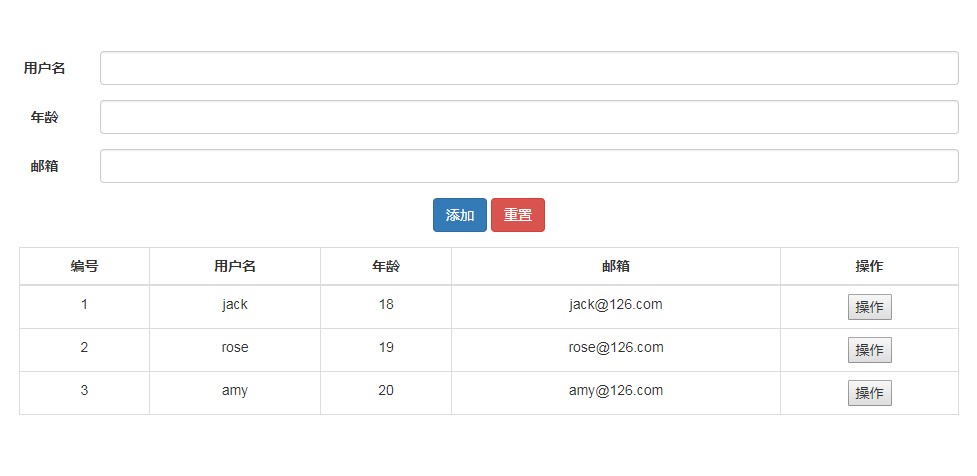 用户名
年龄
邮箱
添加 重置
编号 用户名 年龄 邮箱 操作
1 jack 18 jack@126.com 操作
2 rose 19 rose@126.com 操作
3 amy 20 amy@126.com 操作